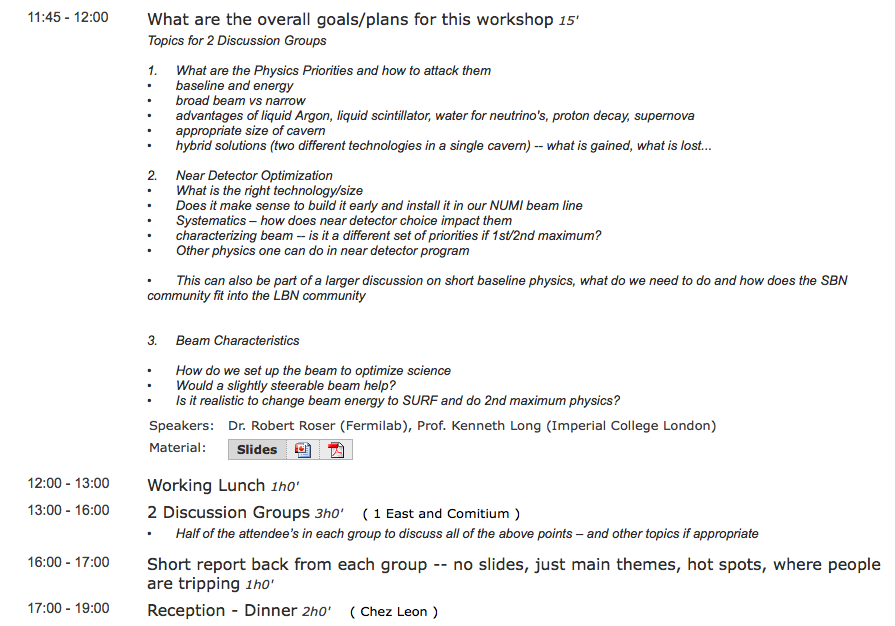 11:45 - 12:00 What are the overall goals/plans for this workshop 15'
Topics for 2 Discussion Groups
1. What are the Physics Priorities and how to attack them
• baseline and energy
• broad beam vs narrow
• advantages of liquid Argon, liquid scintillator, water for neutrino's, proton decay, supernova
• appropriate size of cavern
• hybrid solutions (two different technologies in a single cavern) -- what is gained, what is lost...
2. Near Detector Optimization
• What is the right technology/size
• Does it make sense to build it early and install it in our NUMI beam line
• Systematics – how does near detector choice impact them
• characterizing beam -- is it a different set of priorities if 1st/2nd maximum?
• Other physics one can do in near detector program
• This can also be part of a larger discussion on short baseline physics, what do we need to do and how does the SBN
community fit into the LBN community
3. Beam Characteristics
• How do we set up the beam to optimize science
• Would a slightly steerable beam help?
• Is it realistic to change beam energy to SURF and do 2nd maximum physics?
Speakers: Dr. Robert Roser (Fermilab), Prof. Kenneth Long (Imperial College London)
Material: Slides
12:00 - 13:00 Working Lunch 1h0'
13:00 - 16:00 2 Discussion Groups 3h0' ( 1 East and Comitium )
• Half of the attendee's in each group to discuss all of the above points – and other topics if appropriate
16:00 - 17:00 Short report back from each group -- no slides, just main themes, hot spots, where people
are tripping 1h0'
17:00 - 19:00 Reception - Dinner 2h0' ( Chez Leon )